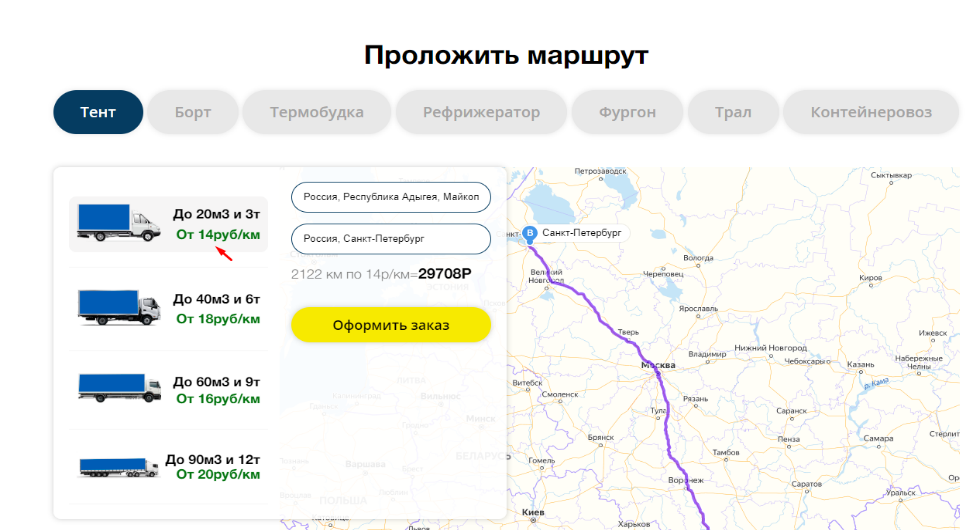 Проложить маршрут
Тент
Борт
Термобудка
Рефрижератор
Фургон
Трал
Контейнеровоз
До 20м3 и 3т
От 14руб/км
До 40м3 и 6т
От 18руб/км
До 60м3 и 9т
От 16руб/км
До 90м3 и 12т
От 20руб/км
Россия, Республика Адыгея, Майкоп
Россия, Санкт-Петербург
2122 км по 14р/км=29708Р
Оформить заказ
Петрозаводск
Сыктывкар
В
Санкт-Петербург
Вологда
Великий
Новгород
Череповец
Киров
Ярославль
Тверь
Ижевск
Нижний Новгород
Владимир
Чебоксары
Казань
Набережные
Челны
Москва
р. Кама
Витебск
Смоленск
Рязань
Тула
Саранск
Брянск
Пенза
Самара
Стерлит
Тамбов
Гомель
Воронеж
Саратов
Уральск
Киев
Харьков
ЭСТОНИЯ
Вильнюс
Минск
БЕЛАРУСЬ
Варшава
ПОЛЬША
Львов